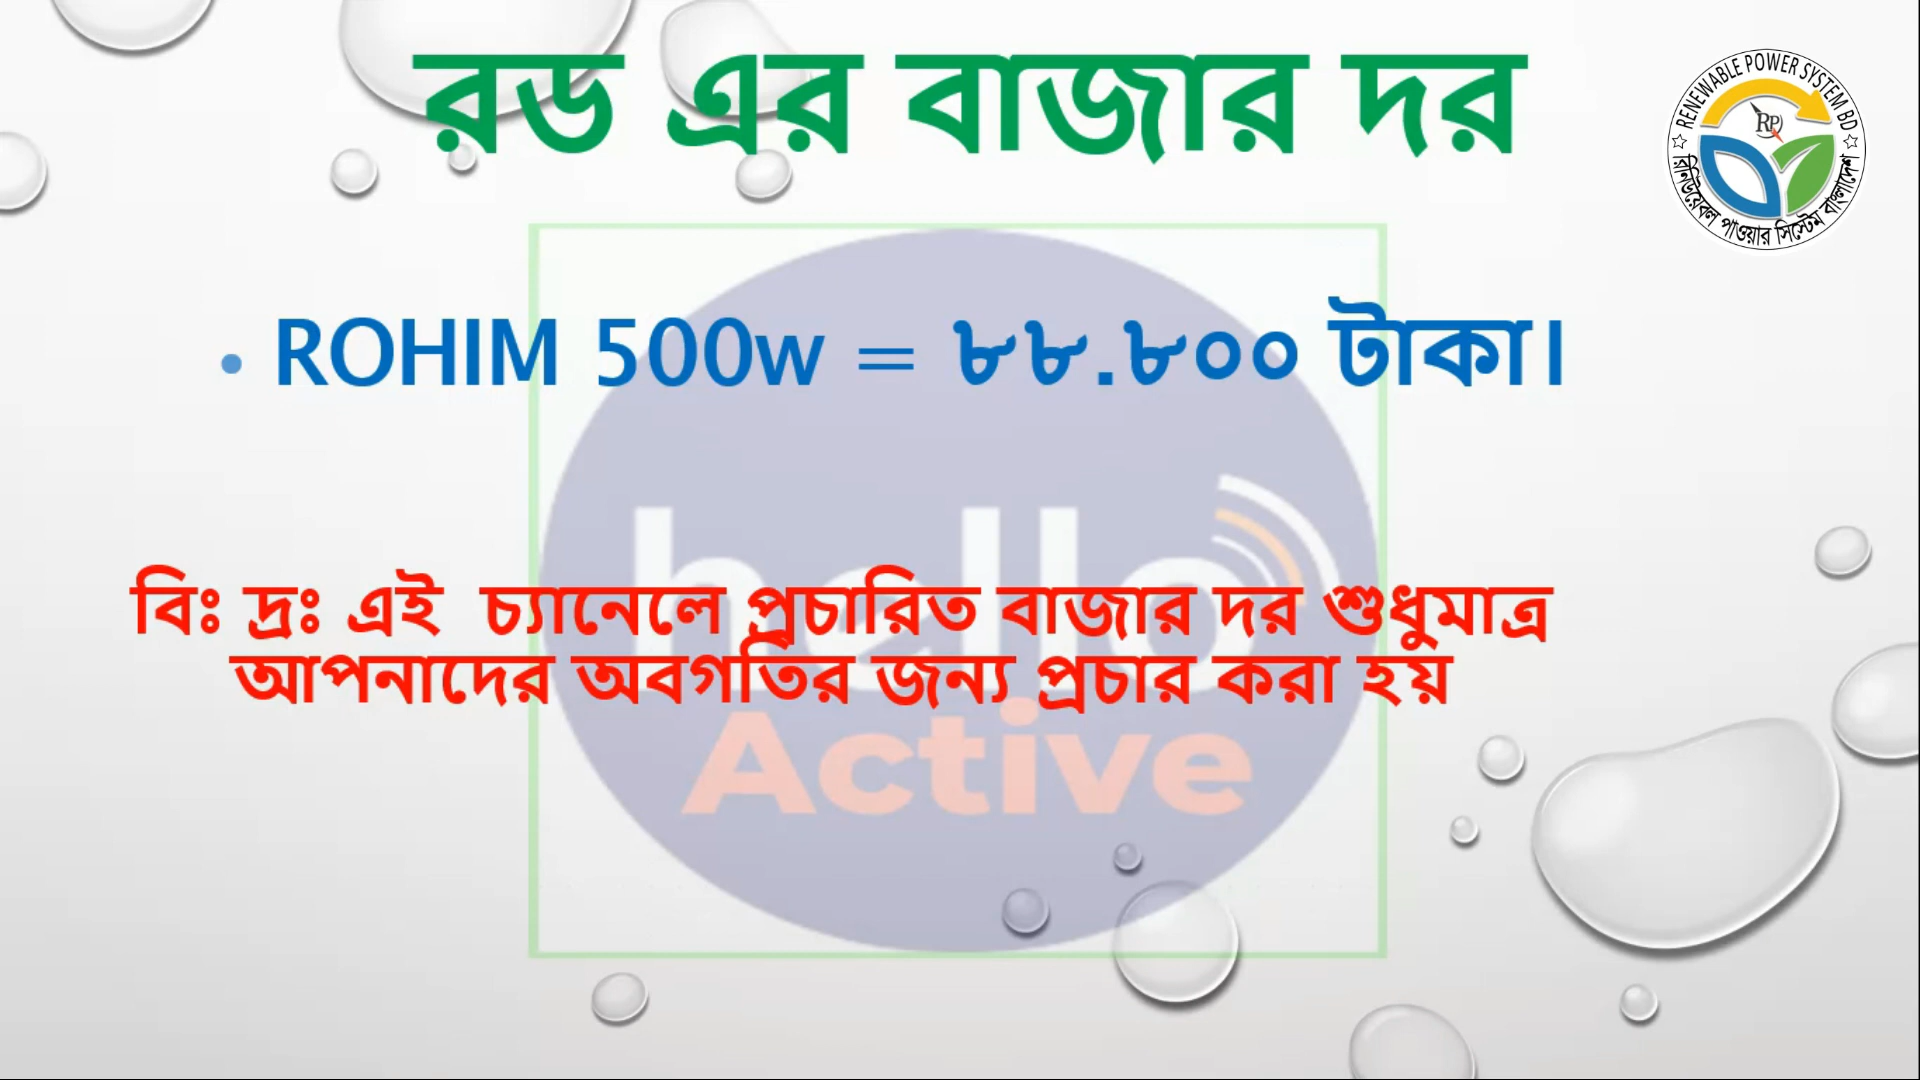 রড এর বাজার দর
RENEWABLE POWER SYSTEM BD
RP
রিনিউয়েবল পাওয়ার সিস্টেম বাংলাদেশ
• ROHIM 500w = ৮৮.৮০০ টাকা।
hello
Active
বিঃ দ্রঃ এই চ্যানেলে প্রচারিত বাজার দর শুধুমাত্র
আপনাদের অবগতির জন্য প্রচার করা হয়